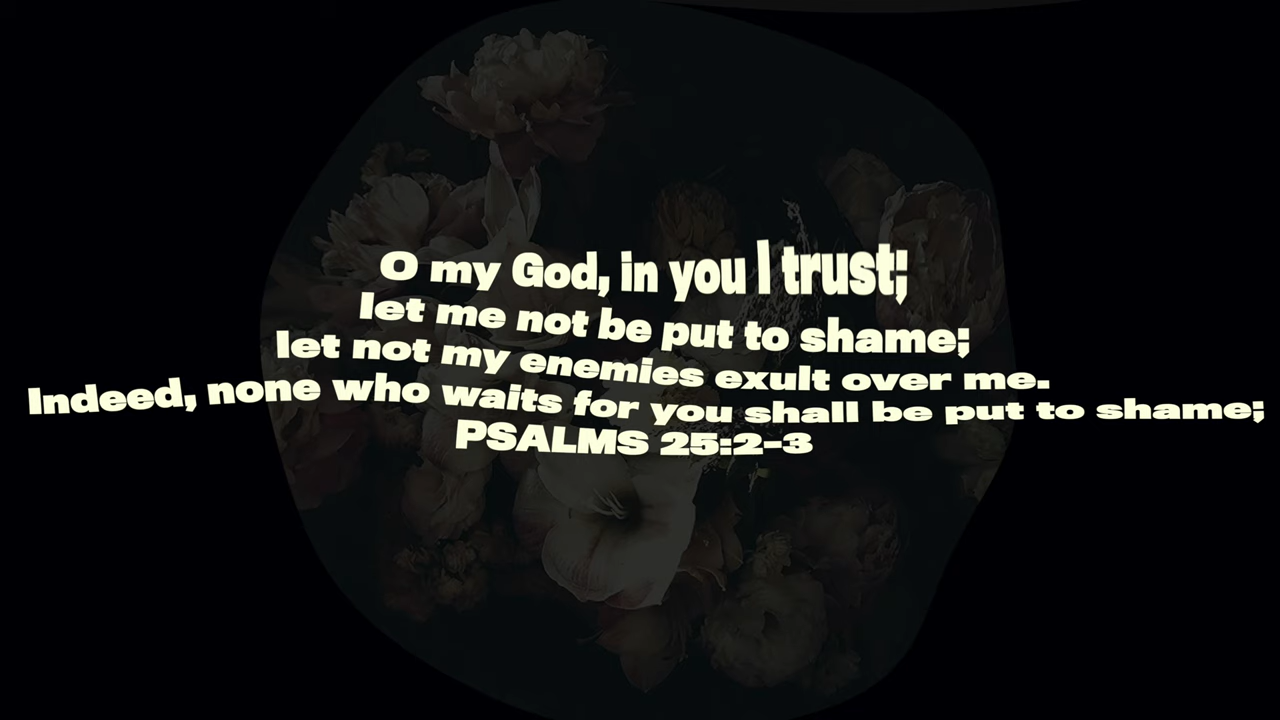 O my God, in you I trust;
let me not be put to shame;
let not my enemies exult over me.
Indeed, none who waits for you shall be put to shame;
PSALMS 25:2-3